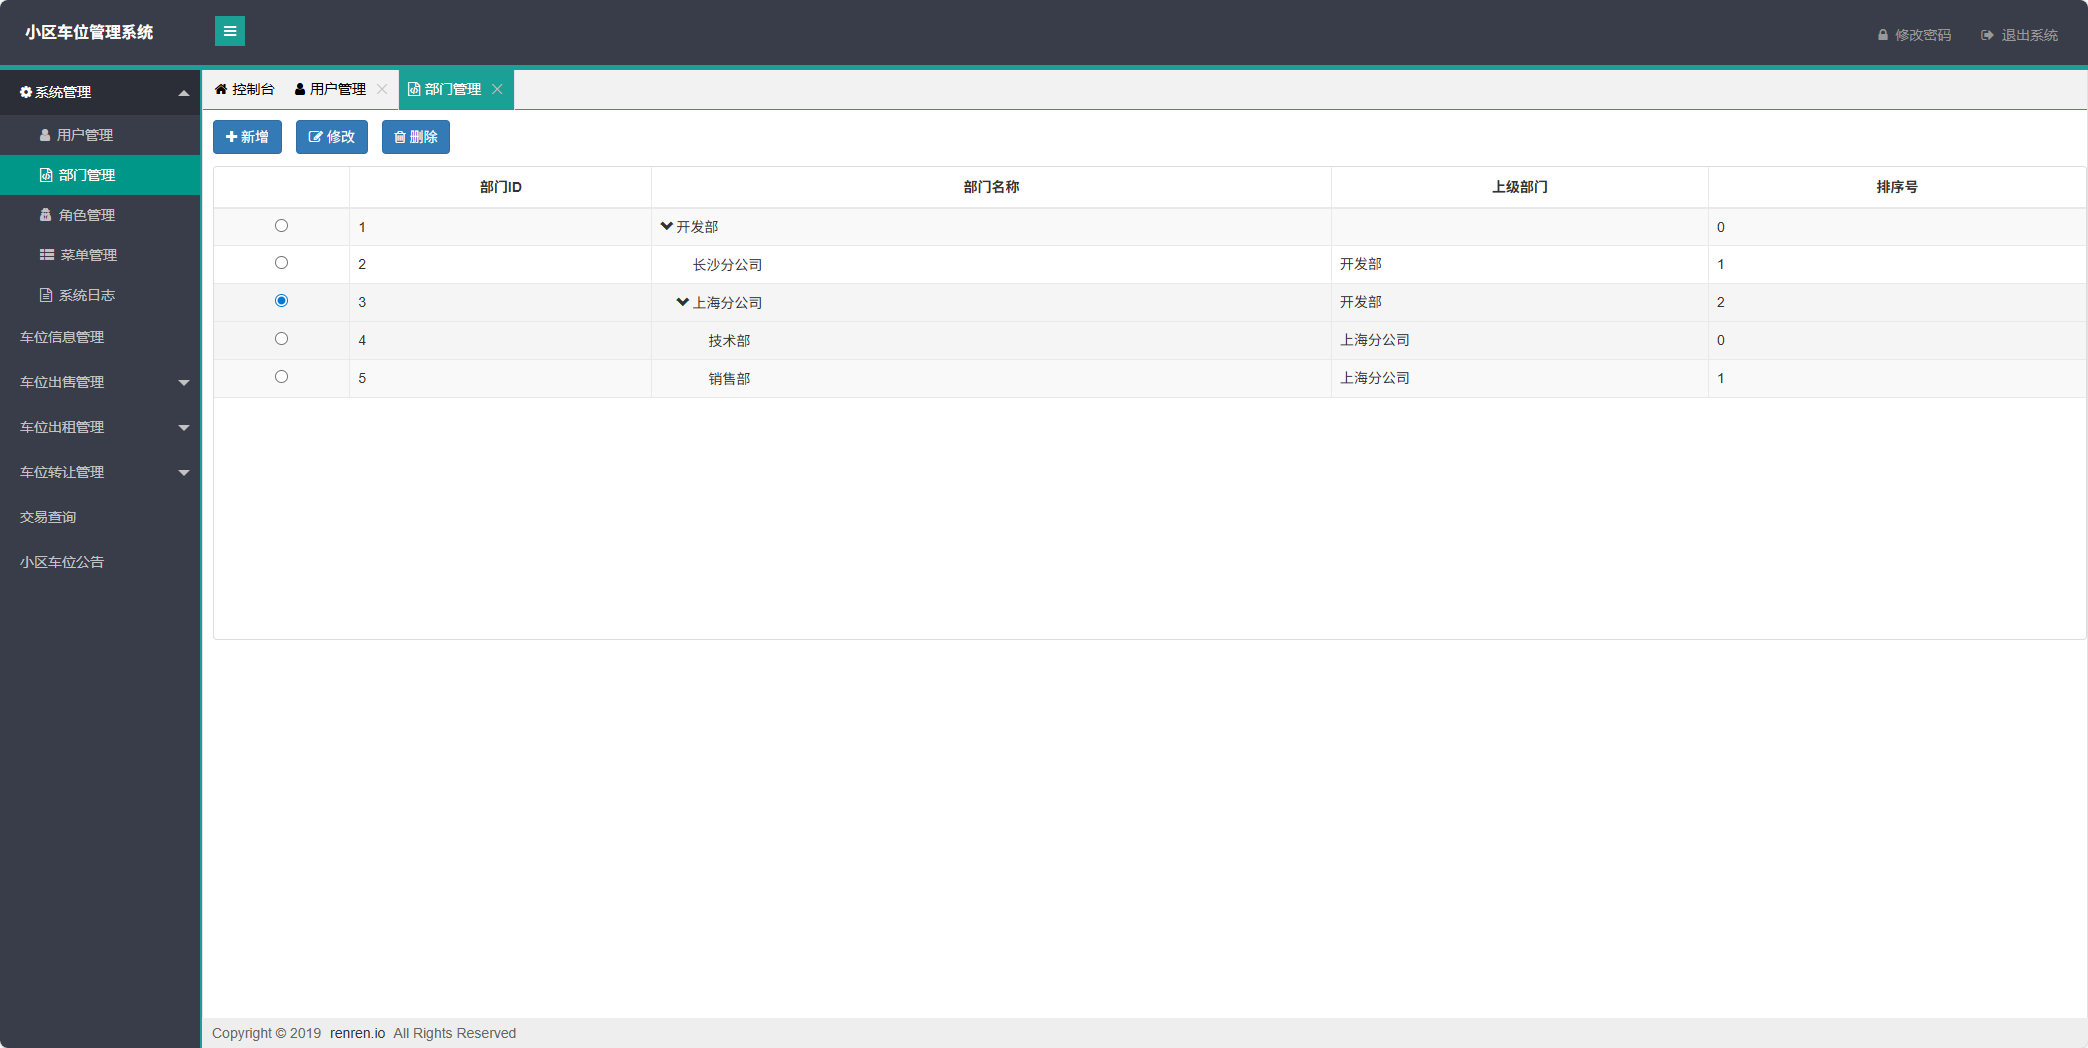 小区车位管理系统
修改密码 退出系统
系统管理
用户管理
部门管理
角色管理
菜单管理
系统日志
车位信息管理
车位出售管理
车位出租管理
车位转让管理
交易查询
小区车位公告
控制台 用户管理 部门管理
新增 修改 删除
部门ID 部门名称 上级部门 排序号
1 开发部 0
2 长沙分公司 开发部 1
3 上海分公司 开发部 2
4 技术部 上海分公司 0
5 销售部 上海分公司 1
Copyright © 2019 renren.io All Rights Reserved